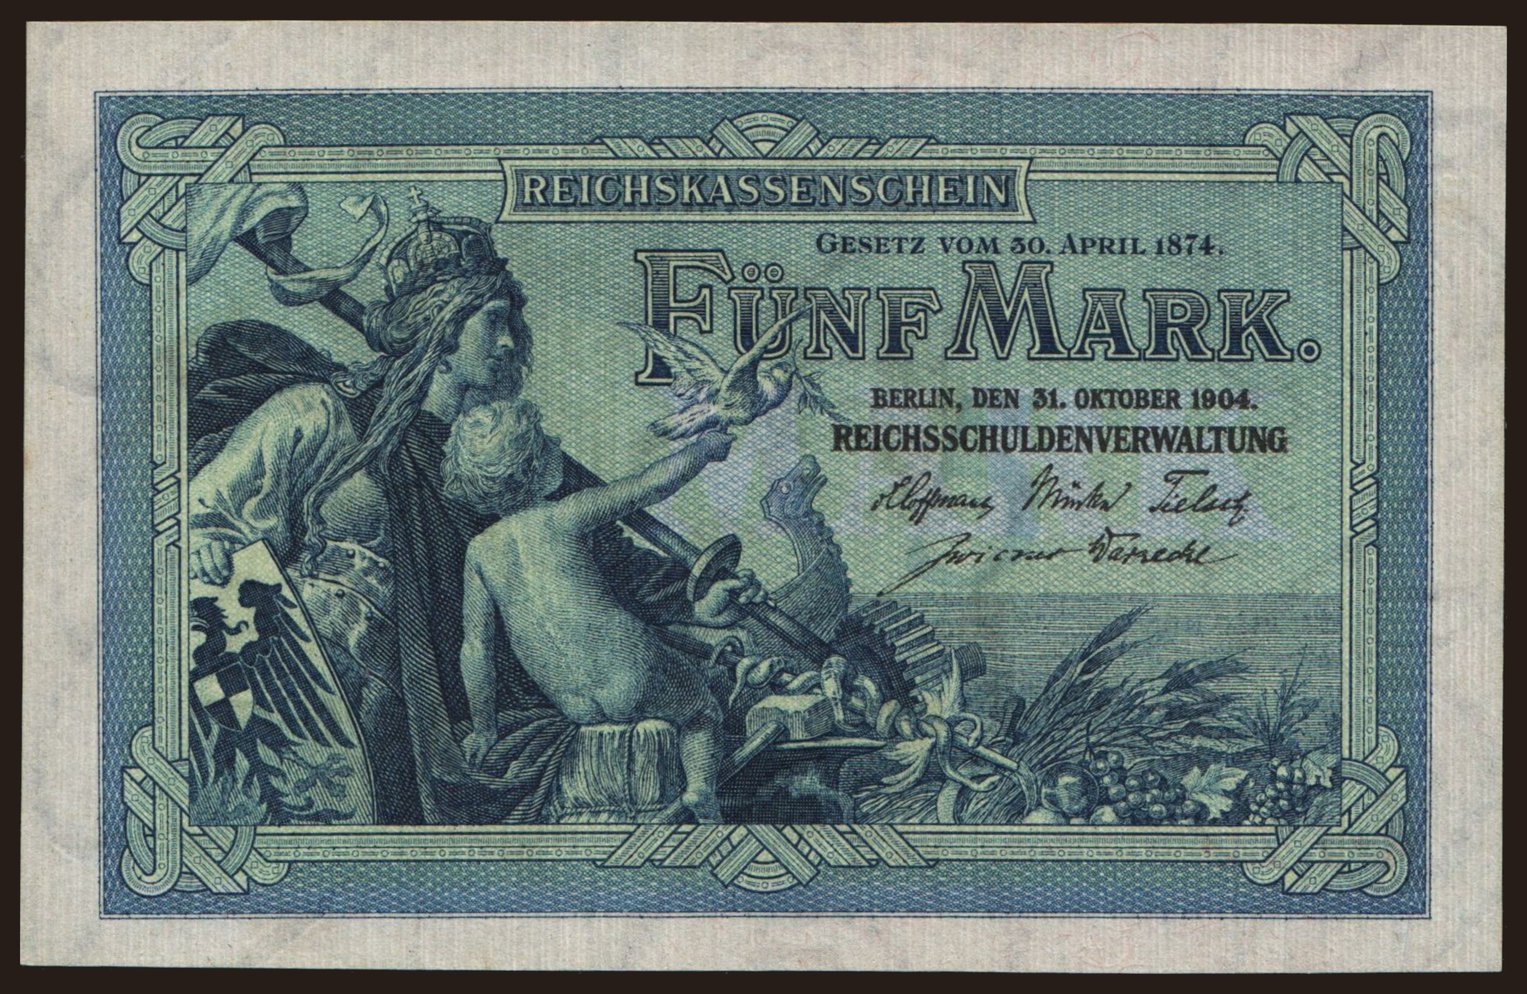 REICHSKASSENSCHEIN
GESETZ VOM 30. APRIL 1874.
FÜNF MARK.
BERLIN, DEN 31. OKTOBER 1904.
REICHSSCHULDENVERWALTUNG